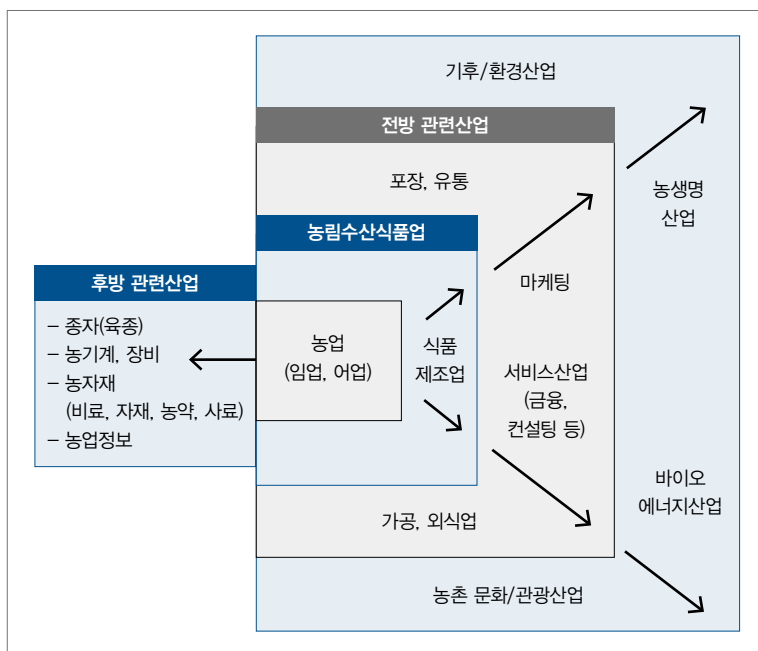 기후/환경산업
전방 관련산업
포장, 유통
농생명
산업
농림수산식품업
후방 관련산업
마케팅
– 종자(육종)
– 농기계, 장비
– 농자재
(비료, 자재, 농약, 사료)
– 농업정보
농업
(임업, 어업)
식품
제조업
서비스산업
(금융,
컨설팅 등)
바이오
에너지산업
가공, 외식업
농촌 문화/관광산업